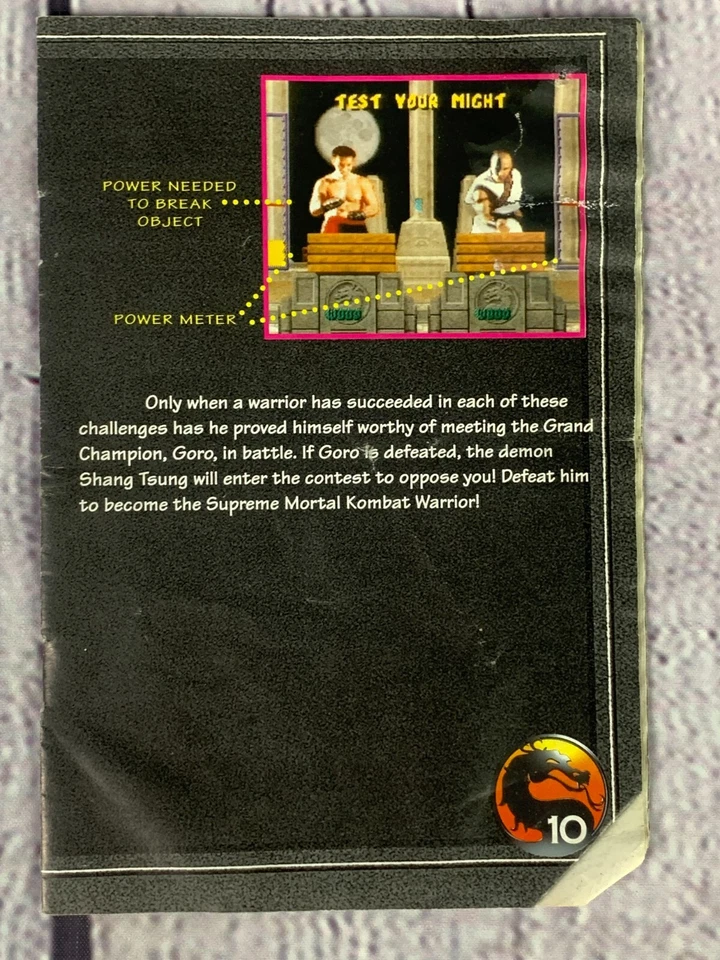 TEST YOUR MIGHT
POWER NEEDED
TO BREAK
OBJECT
WOOD WOOD
POWER METER
Only when a warrior has succeeded in each of these
challenges has he proved himself worthy of meeting the Grand
Champion, Goro, in battle. If Goro is defeated, the demon
Shang Tsung will enter the contest to oppose you! Defeat him
to become the Supreme Mortal Kombat Warrior!
10